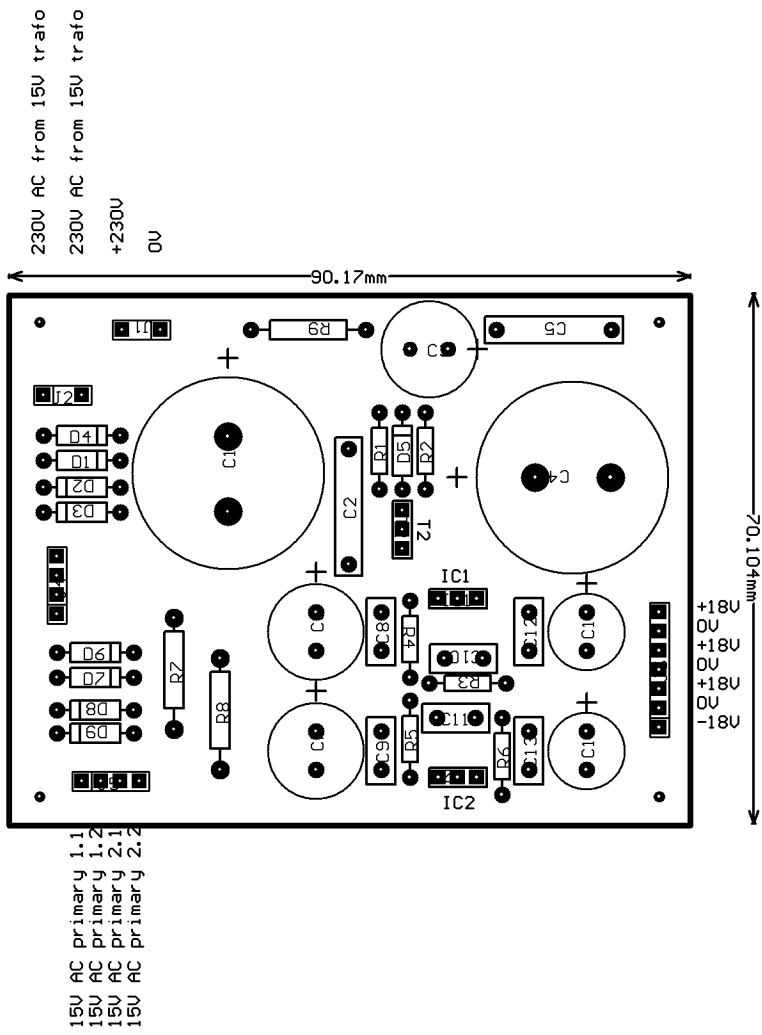 230V AC from 15V trafo
230V AC from 15V trafo
+230V
0V
90.17mm
70.104mm
J1
R9
C5
J2
D4
D1
D2
D3
C1
C2
R1
D5
R2
T2
C4
IC1
C8
R4
C10
R3
C12
C1
+18V
0V
+18V
0V
+18V
0V
-18V
D6
D7
D8
D9
R7
R8
C9
R5
C11
R6
C13
C1
IC2
15V AC primary 1.1
15V AC primary 1.2
15V AC primary 2.1
15V AC primary 2.2